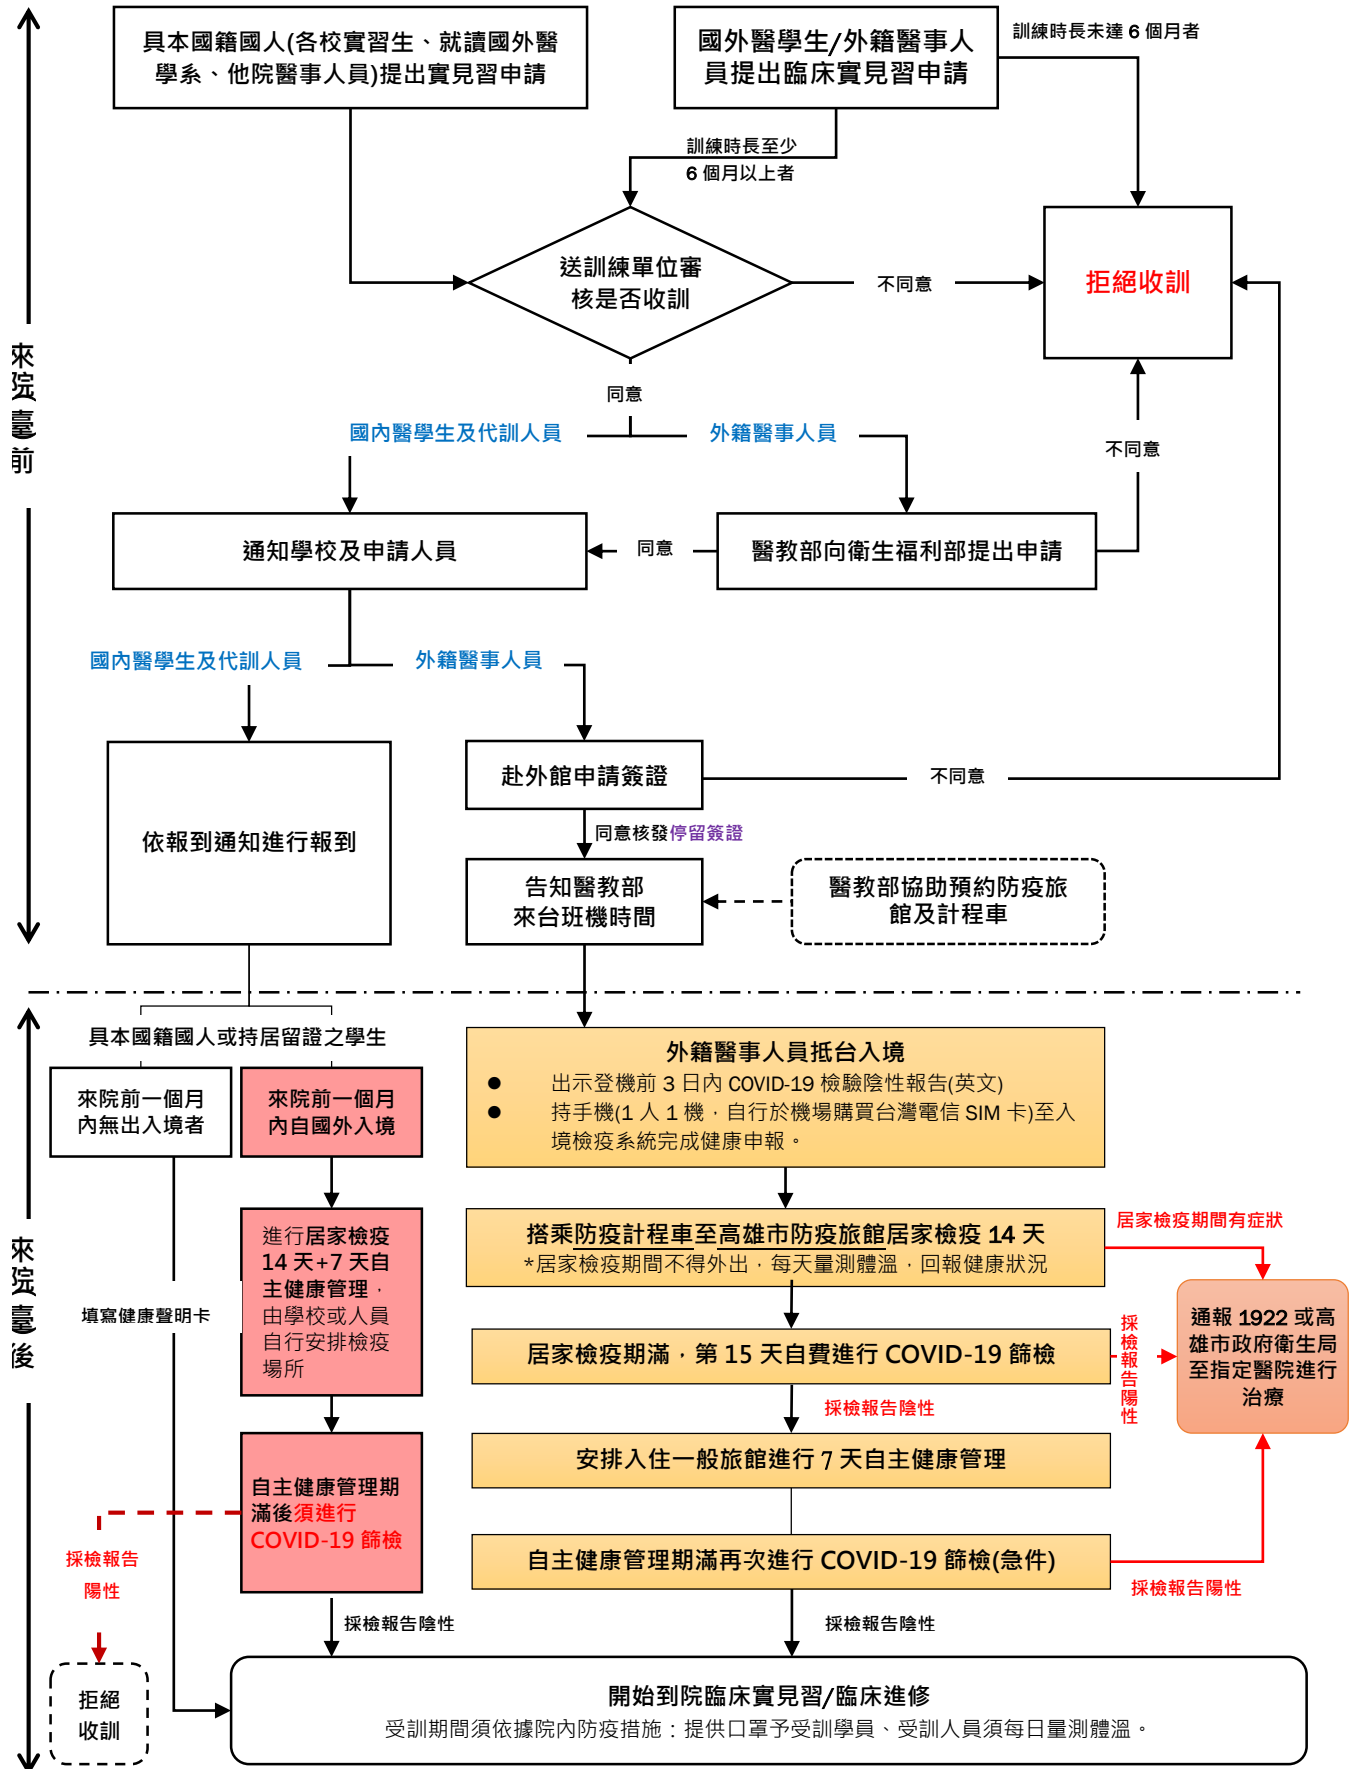 具本國籍國人(各校實習生、就讀國外醫
學系、他院醫事人員)提出實見習申請
國外醫學生/外籍醫事人
員提出臨床實見習申請
訓練時長未達 6 個月者
訓練時長至少
6 個月以上者
送訓練單位審
核是否收訓
不同意
拒絕收訓
同意
國內醫學生及代訓人員
外籍醫事人員
不同意
通知學校及申請人員
同意
醫教部向衛生福利部提出申請
國內醫學生及代訓人員
外籍醫事人員
來院臺前
依報到通知進行報到
赴外館申請簽證
不同意
同意核發停留簽證
告知醫教部
來台班機時間
醫教部協助預約防疫旅
館及計程車
來院臺後
具本國籍國人或持居留證之學生
來院前一個月
內無出入境者
來院前一個月
內自國外入境
外籍醫事人員抵台入境
● 出示登機前 3 日內 COVID-19 檢驗陰性報告(英文)
● 持手機(1 人 1 機，自行於機場購買台灣電信 SIM 卡)至入
境檢疫系統完成健康申報。
進行居家檢疫
14 天+7 天自
主健康管理，
由學校或人員
自行安排檢疫
場所
填寫健康聲明卡
搭乘防疫計程車至高雄市防疫旅館居家檢疫 14 天
*居家檢疫期間不得外出，每天量測體溫，回報健康狀況
居家檢疫期間有症狀
居家檢疫期滿，第 15 天自費進行 COVID-19 篩檢
採檢報告陽性
通報 1922 或高
雄市政府衛生局
至指定醫院進行
治療
採檢報告陰性
安排入住一般旅館進行 7 天自主健康管理
自主健康管理期
滿後須進行
COVID-19 篩檢
自主健康管理期滿再次進行 COVID-19 篩檢(急件)
採檢報告
陽性
採檢報告陽性
採檢報告陰性
採檢報告陰性
拒絕
收訓
開始到院臨床實見習/臨床進修
受訓期間須依據院內防疫措施：提供口罩予受訓學員、受訓人員須每日量測體溫。